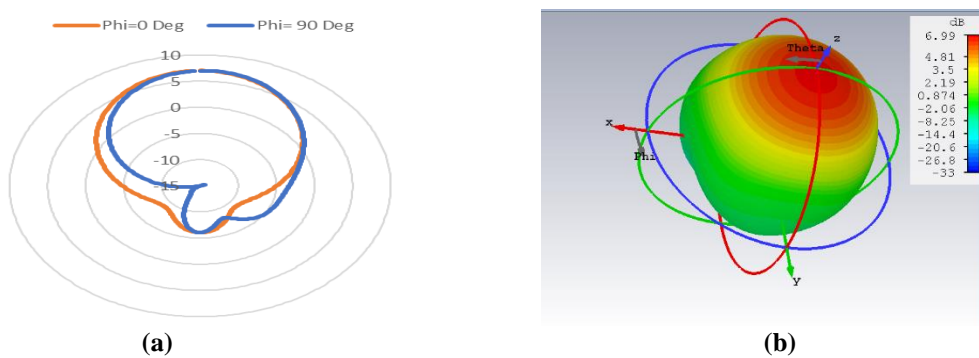 Phi=0 Deg
Phi= 90 Deg
10
5
0
-5
-10
-15
(a)
dB
6.99
4.81
3.5
2.19
0.874
-2.06
-8.25
-14.4
-20.6
-26.8
-33
z
Theta
x
Phi
y
(b)